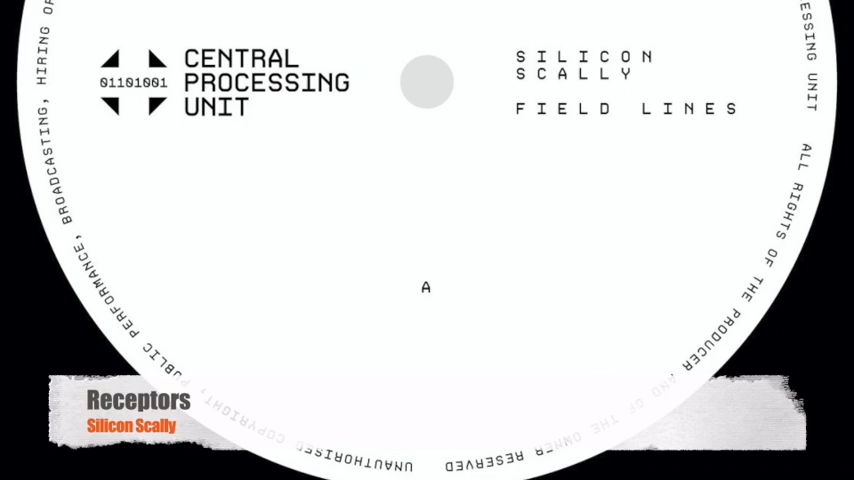 CENTRAL
PROCESSING
UNIT
01101001
SILICON
SCALLY
FIELD LINES
A
ESSING UNIT ALL RIGHTS OF THE PRODUCER AND OF THE OWNER RESERVED
UNAUTHORISED COPYRIGHT, PUBLIC PERFORMANCE, BROADCASTING, HIRING OR
Receptors
Silicon Scally